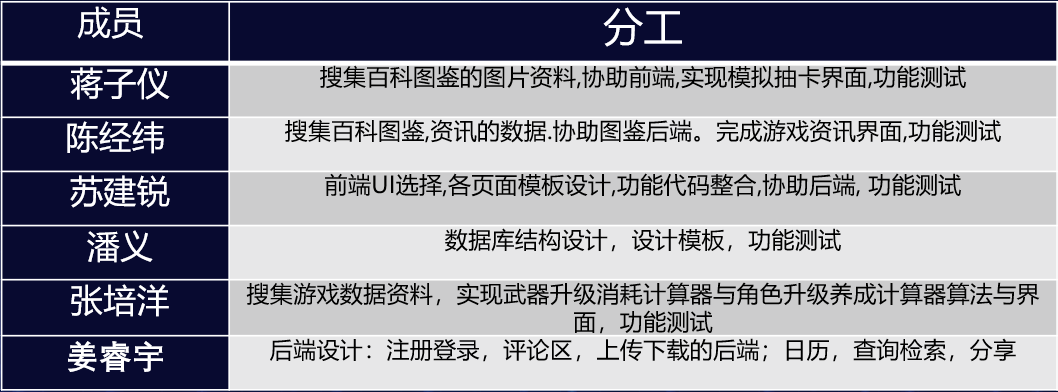 成员 分工
蒋子仪 搜集百科图鉴的图片资料,协助前端,实现模拟抽卡界面,功能测试
陈经纬 搜集百科图鉴,资讯的数据.协助图鉴后端。完成游戏资讯界面,功能测试
苏建锐 前端UI选择,各页面模板设计,功能代码整合,协助后端, 功能测试
潘义 数据库结构设计，设计模板，功能测试
张培洋 搜集游戏数据资料，实现武器升级消耗计算器与角色升级养成计算器算法与界
面，功能测试
姜睿宇 后端设计：注册登录，评论区，上传下载的后端；日历，查询检索，分享